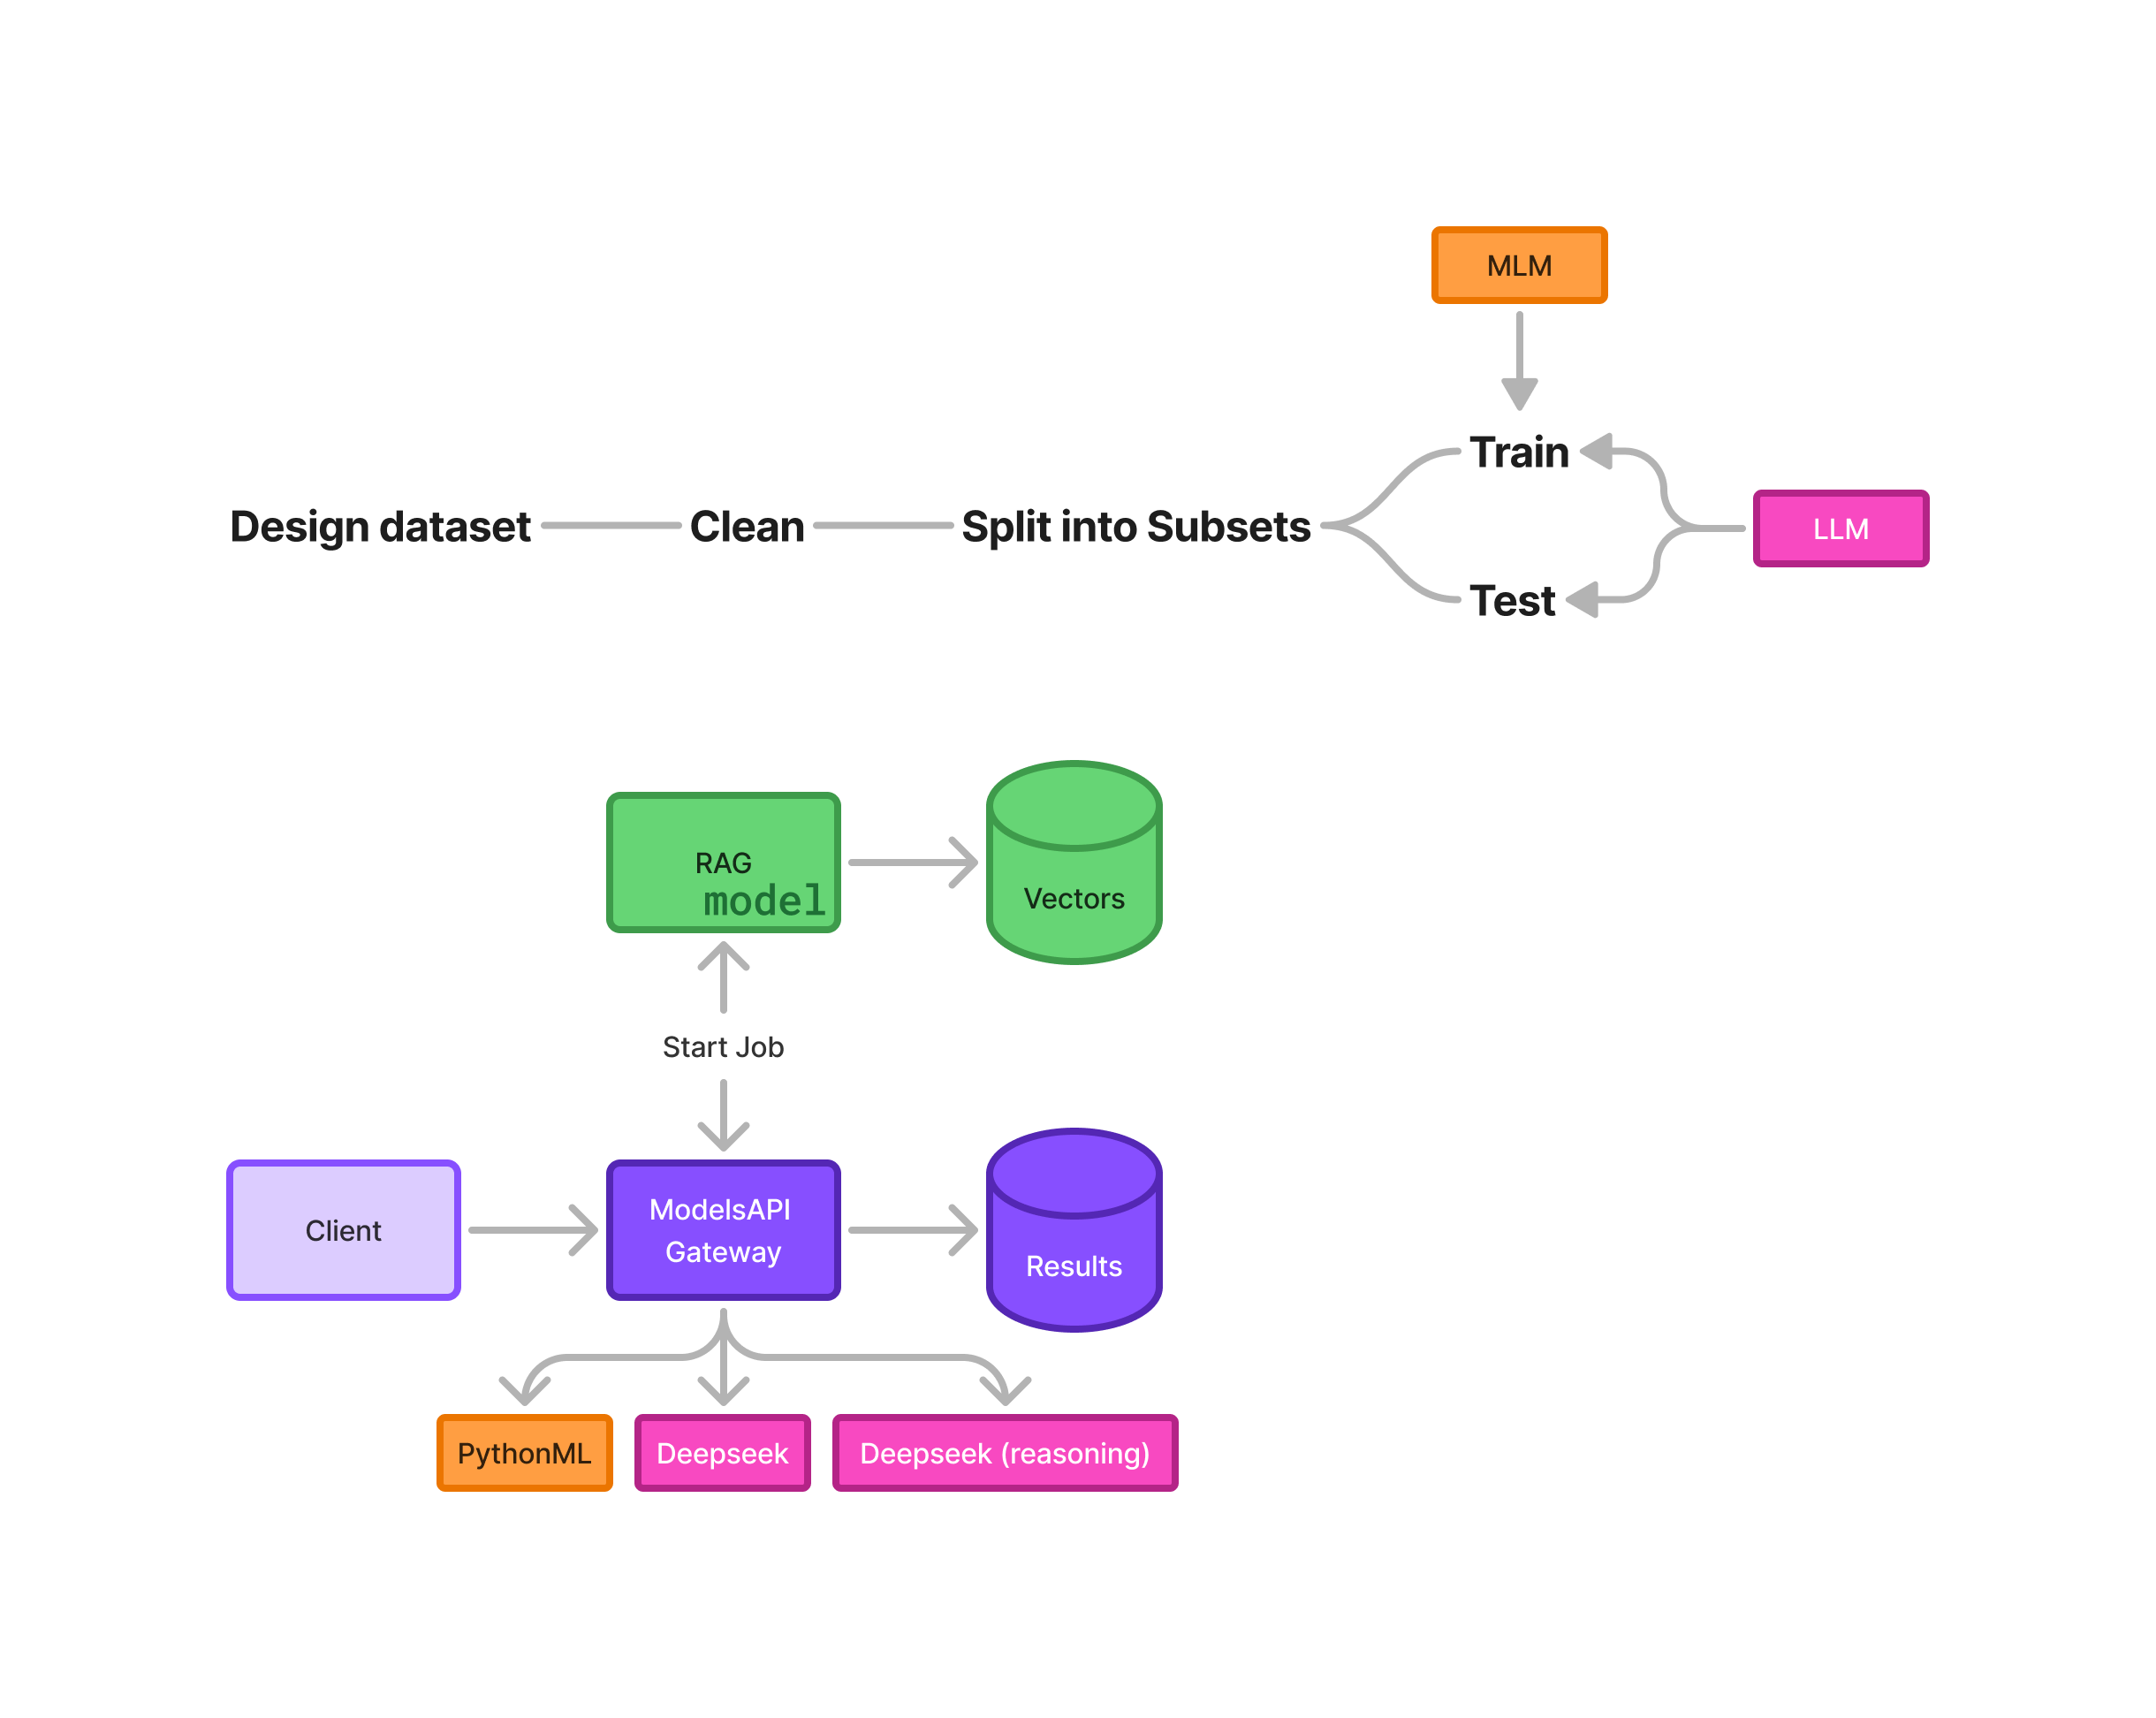 MLM
Train
Design dataset
Clean
Split into Subsets
LLM
Test
RAG
model
Vectors
Start Job
Client
ModelsAPI
Gateway
Results
PythonML
Deepseek
Deepseek (reasoning)